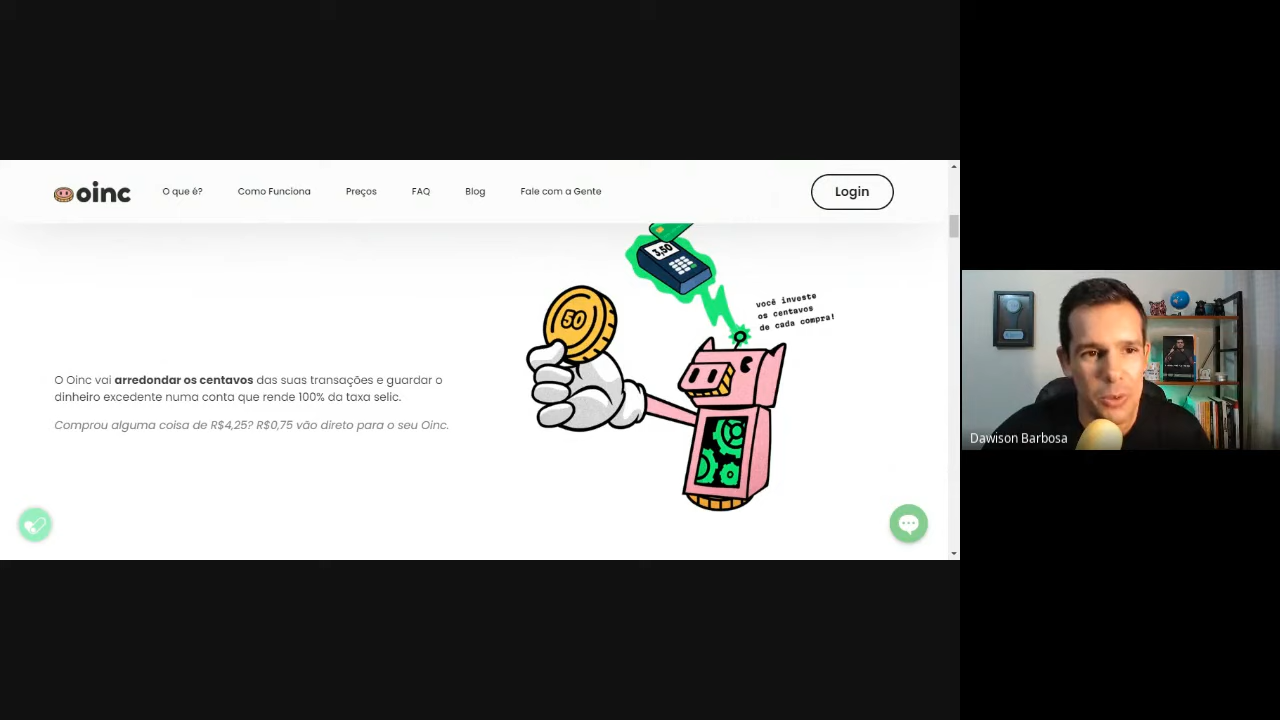 oinc
O que é?
Como Funciona
Preços
FAQ
Blog
Fale com a Gente
Login
3,50
50
você investe
os centavos
de cada compra!
O Oinc vai arredondar os centavos das suas transações e guardar o
dinheiro excedente numa conta que rende 100% da taxa selic.
Comprou alguma coisa de R$4,25? R$0,75 vão direto para o seu Oinc.
Dawison Barbosa